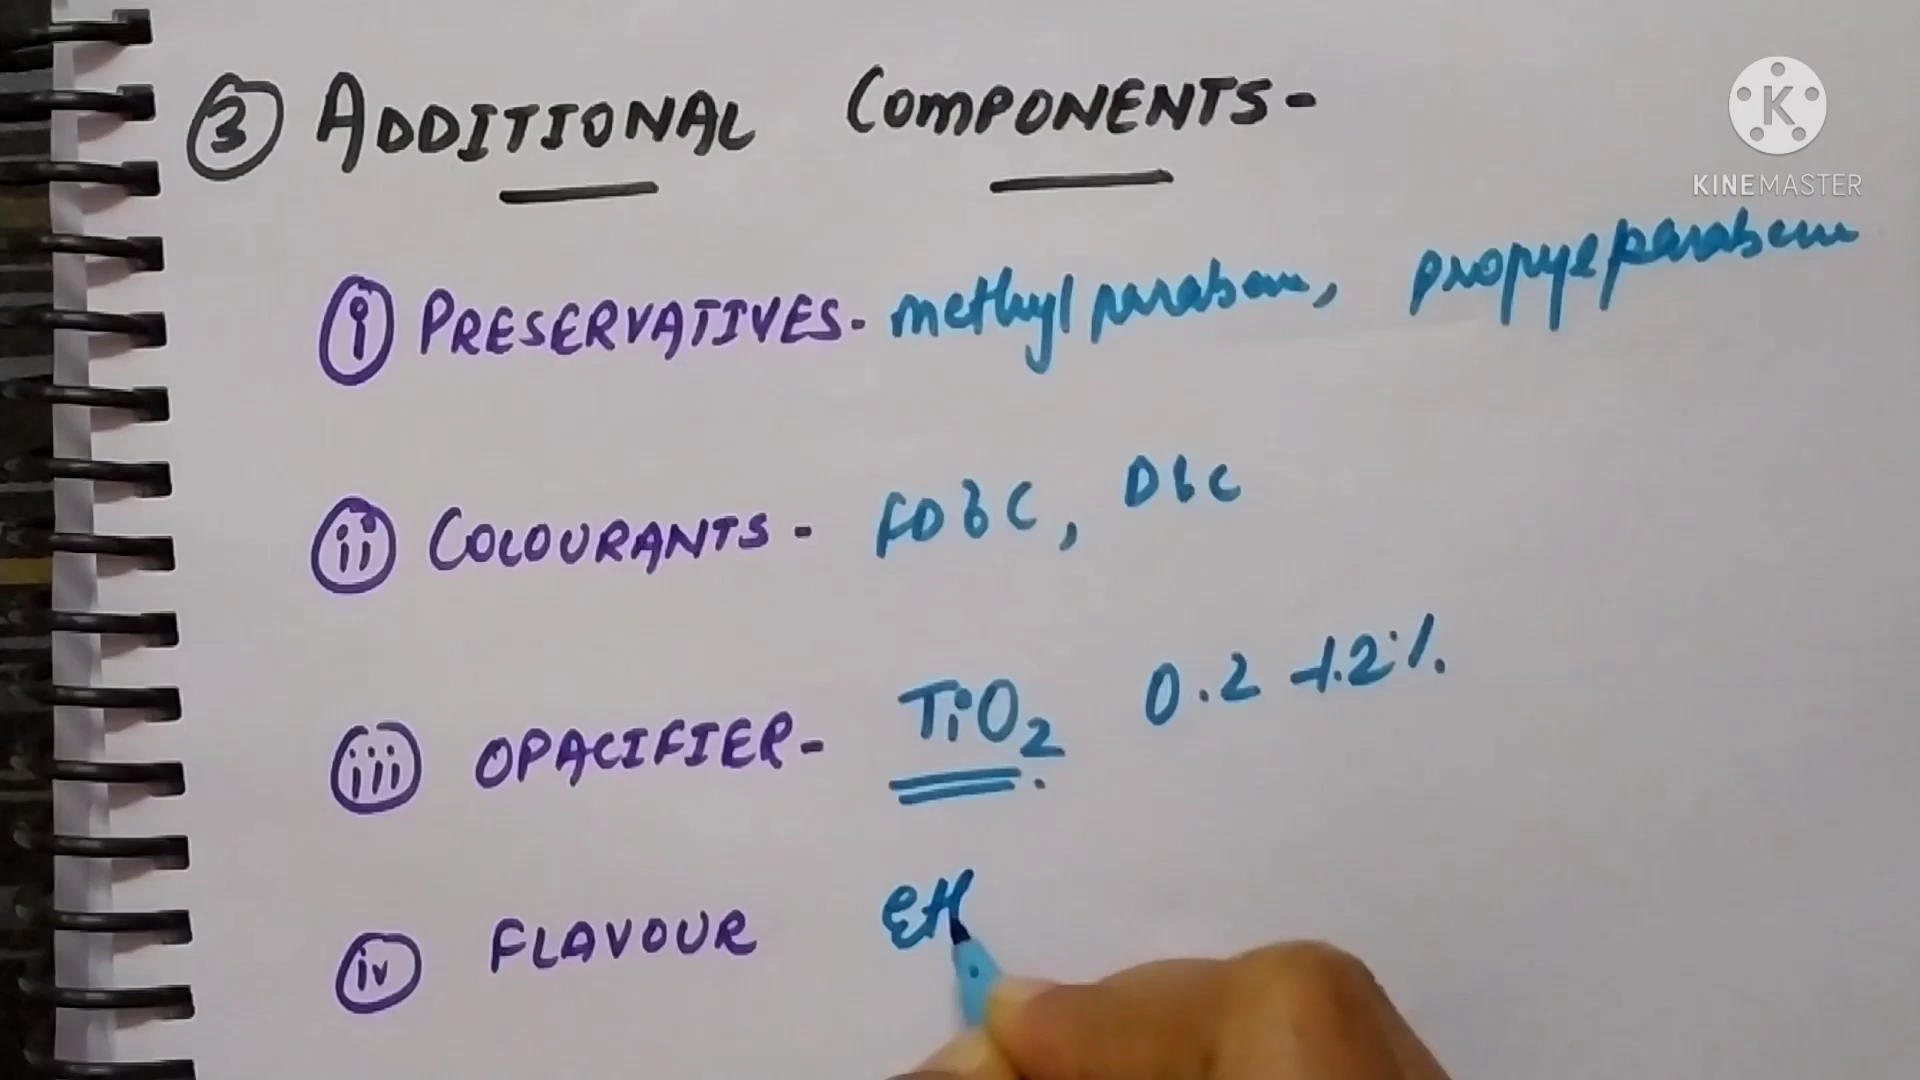 3 ADDITIONAL COMPONENTS-
K
KINEMASTER
i PRESERVATIVES- methylparaben, propylparaben
ii COLOURANTS- FD&C, D&C
iii OPACIFIER- TiO2 0.2-1.2%.
iv FLAVOUR Eth